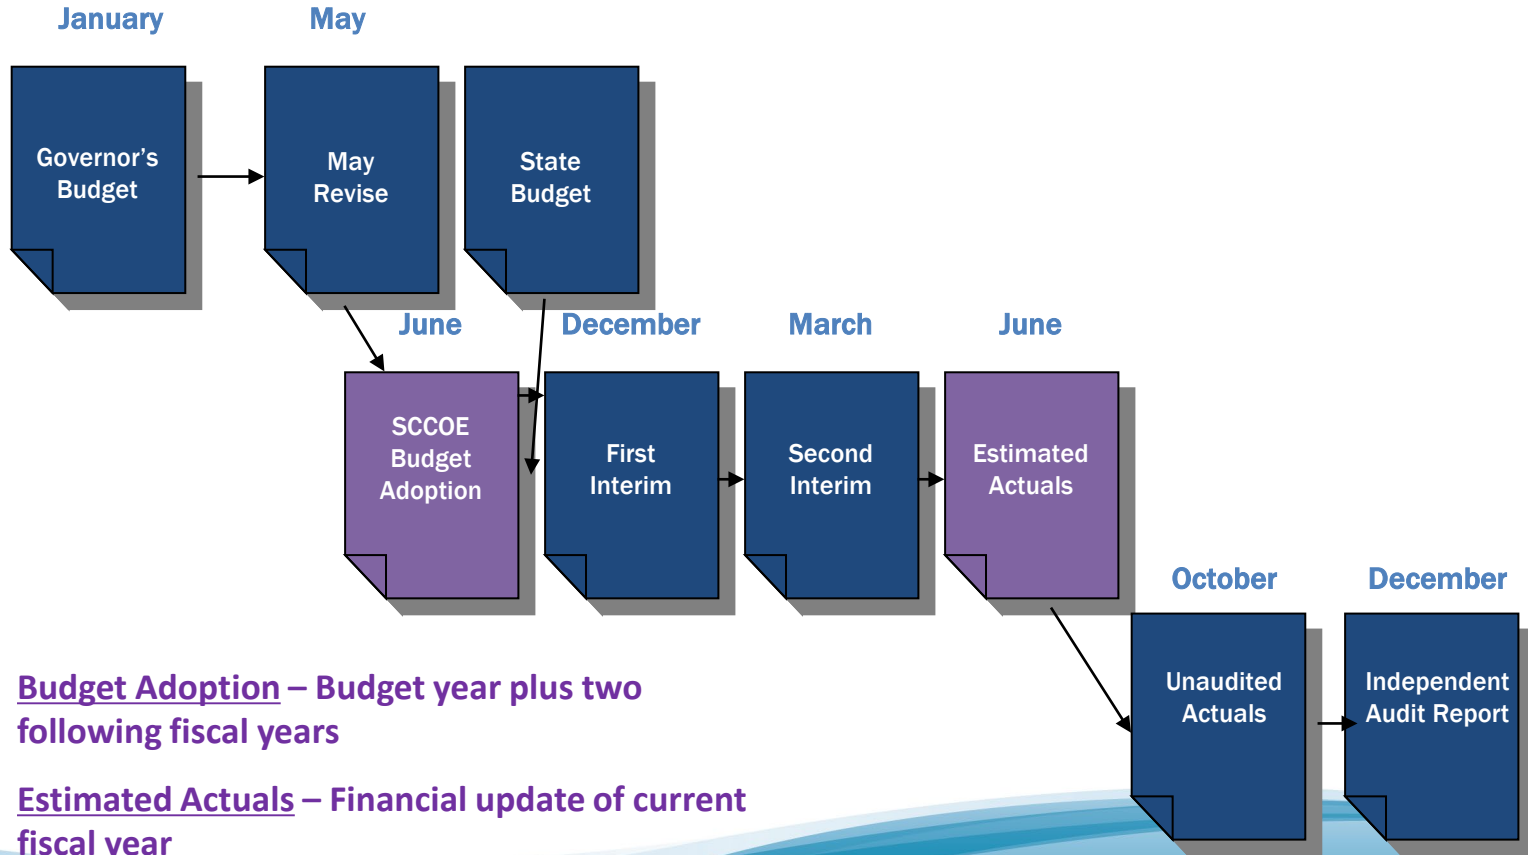 January
May
Governor's
Budget
May
Revise
State
Budget
June
December
March
June
SCCOE
Budget
Adoption
First
Interim
Second
Interim
Estimated
Actuals
October
December
Unaudited
Actuals
Independent
Audit Report
Budget Adoption – Budget year plus two
following fiscal years
Estimated Actuals – Financial update of current
fiscal year